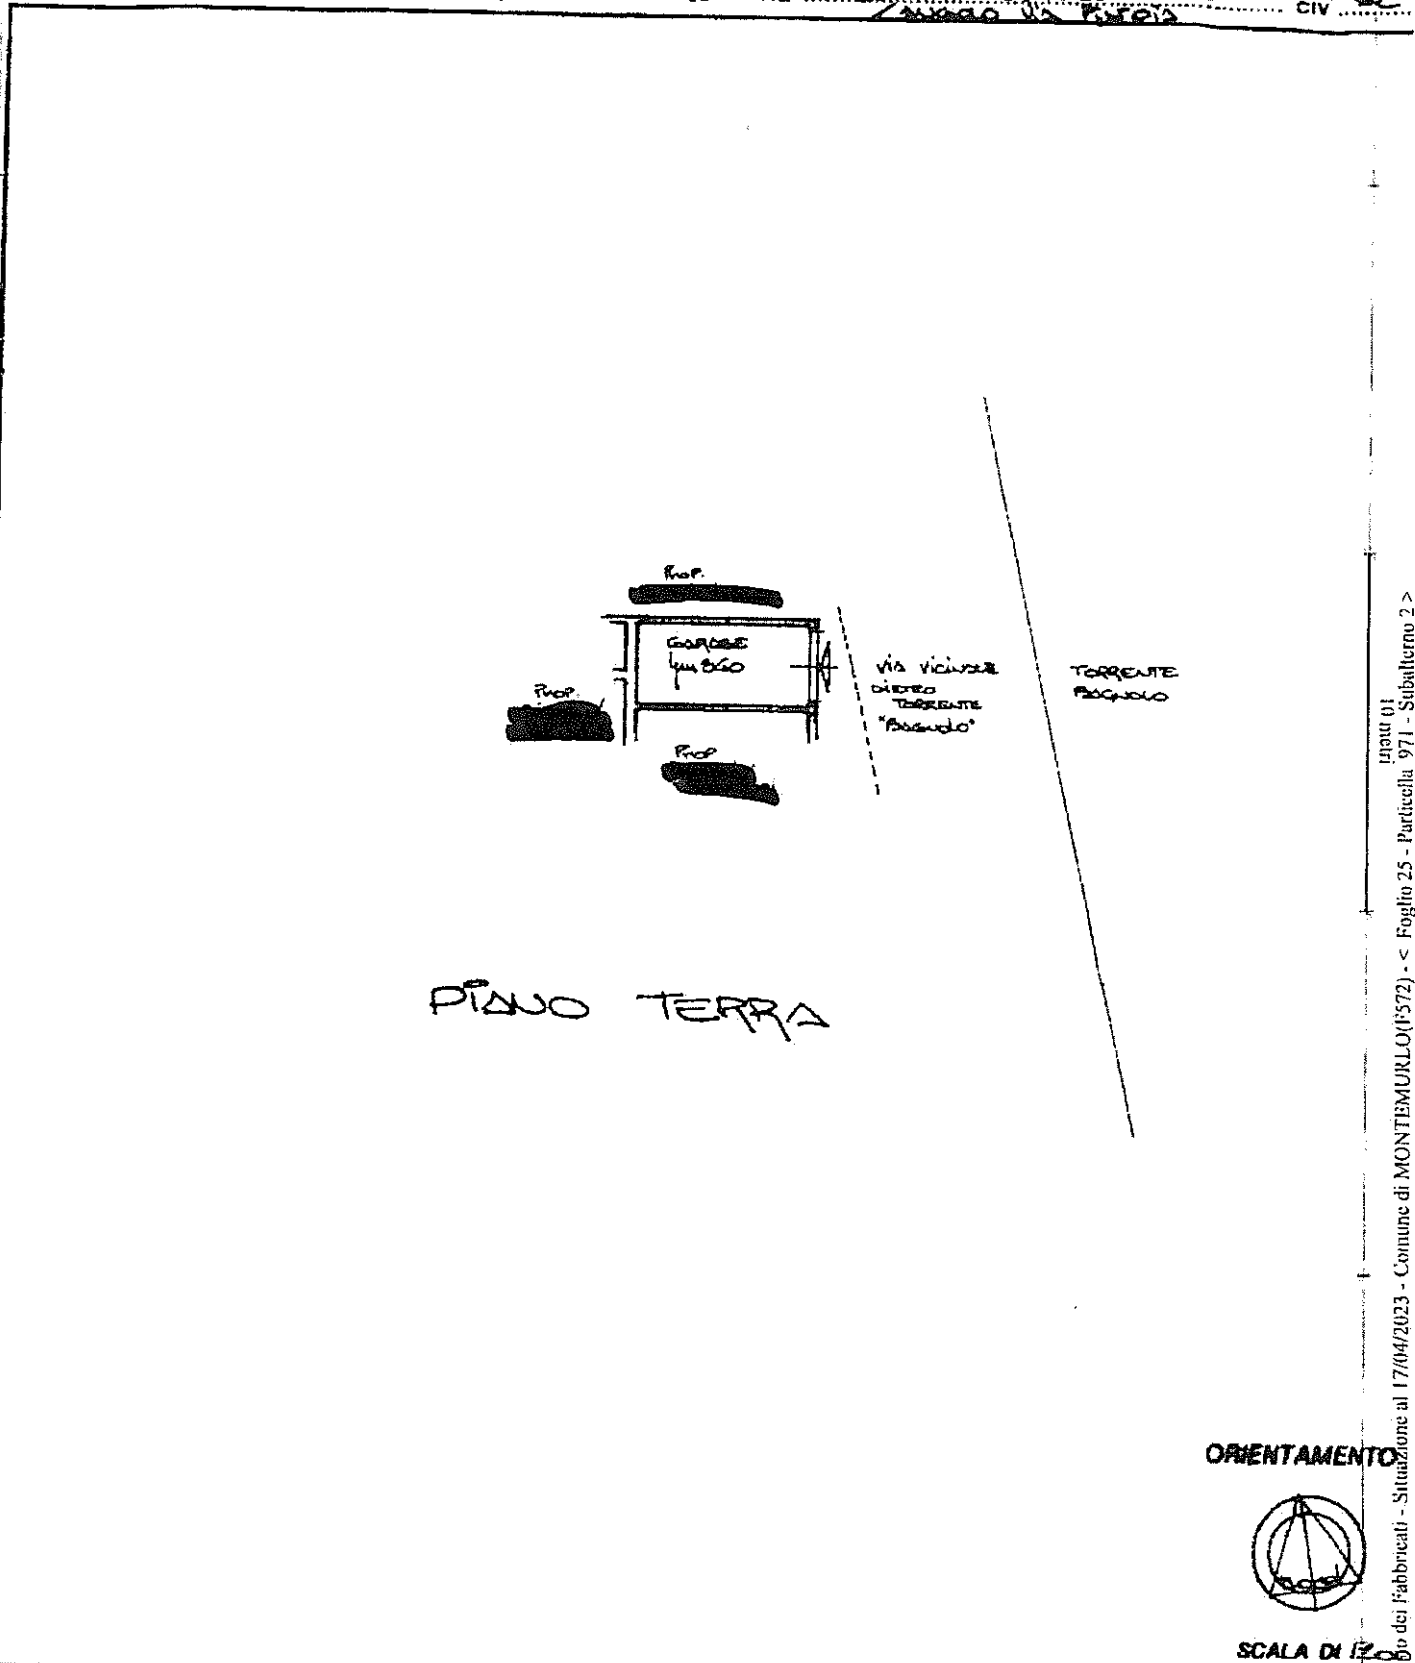 CIV
Prop.
GARAGE
Prop.
via vicinale
dietro
TORRENTE
"BAGNOLO"
TORRENTE
BAGNOLO
Prop
PIANO TERRA
10 metri
dei Fabbricati - Situazione al 17/04/2023 - Comune di MONTEMURLO(F572) - < Foglio 25 - Particella 971 - Subalterno 2 >
ORIENTAMENTO
SCALA DI